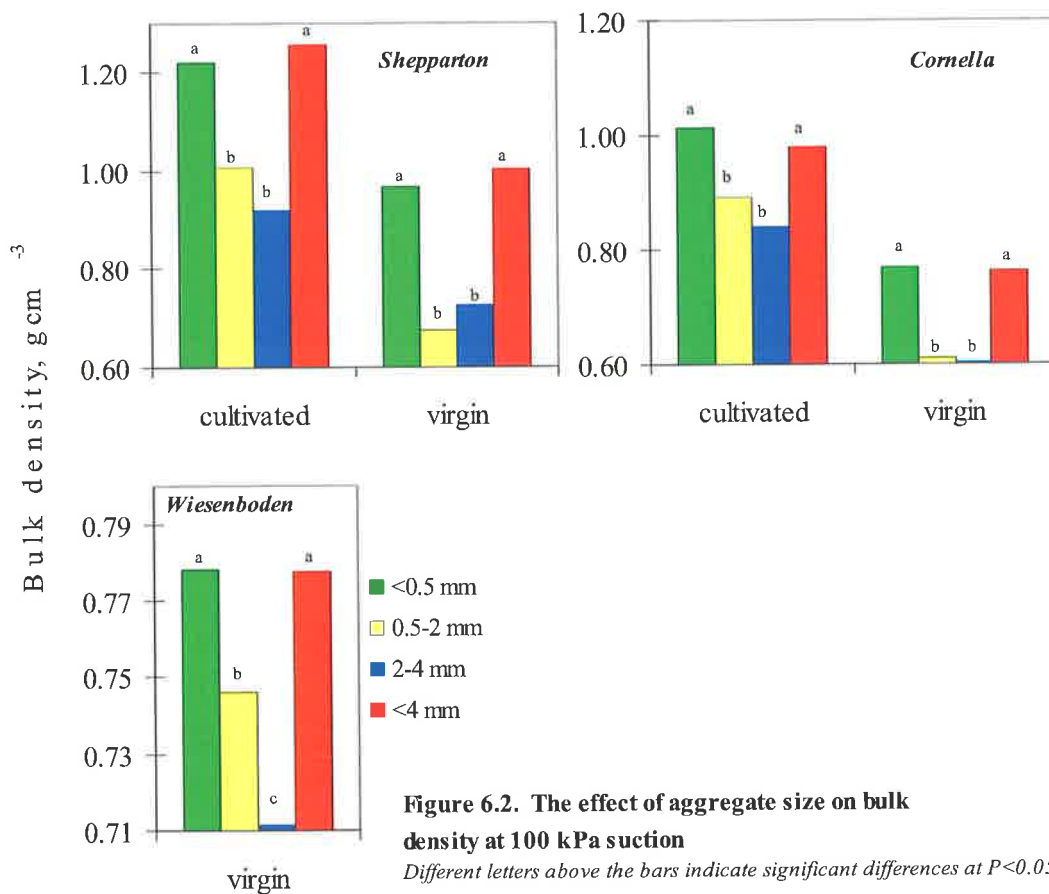 Bulk density, g cm -3
Shepparton
1.20
1.00
0.80
0.60
a
b
b
a
a
b
b
a
cultivated
virgin
Cornella
1.20
1.00
0.80
0.60
a
b
b
a
a
b
b
a
cultivated
virgin
Wiesenboden
0.79
0.77
0.75
0.73
0.71
a
b
c
a
virgin
<0.5 mm
0.5-2 mm
2-4 mm
<4 mm
Figure 6.2. The effect of aggregate size on bulk
density at 100 kPa suction
Different letters above the bars indicate significant differences at P<0.05